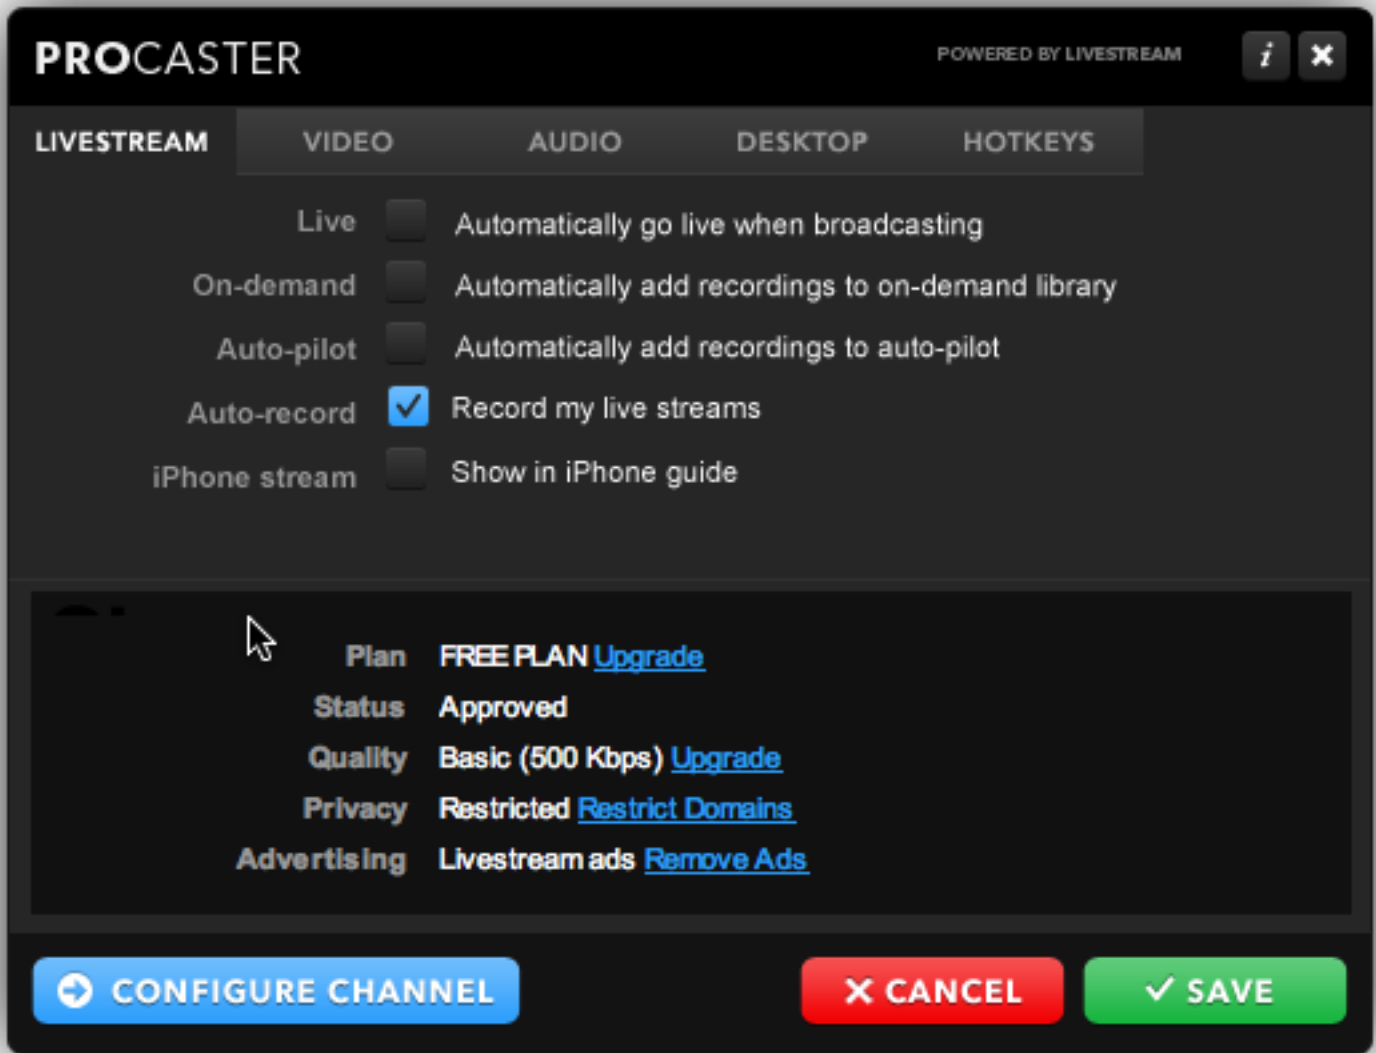 PROCASTER POWERED BY LIVESTREAM i
LIVESTREAM VIDEO AUDIO DESKTOP HOTKEYS
Live Automatically go live when broadcasting
On-demand Automatically add recordings to on-demand library
Auto-pilot Automatically add recordings to auto-pilot
Auto-record Record my live streams
iPhone stream Show in iPhone guide
Plan FREE PLAN Upgrade
Status Approved
Quality Basic (500 Kbps) Upgrade
Privacy Restricted Restrict Domains
Advertising Livestream ads Remove Ads
CONFIGURE CHANNEL CANCEL SAVE